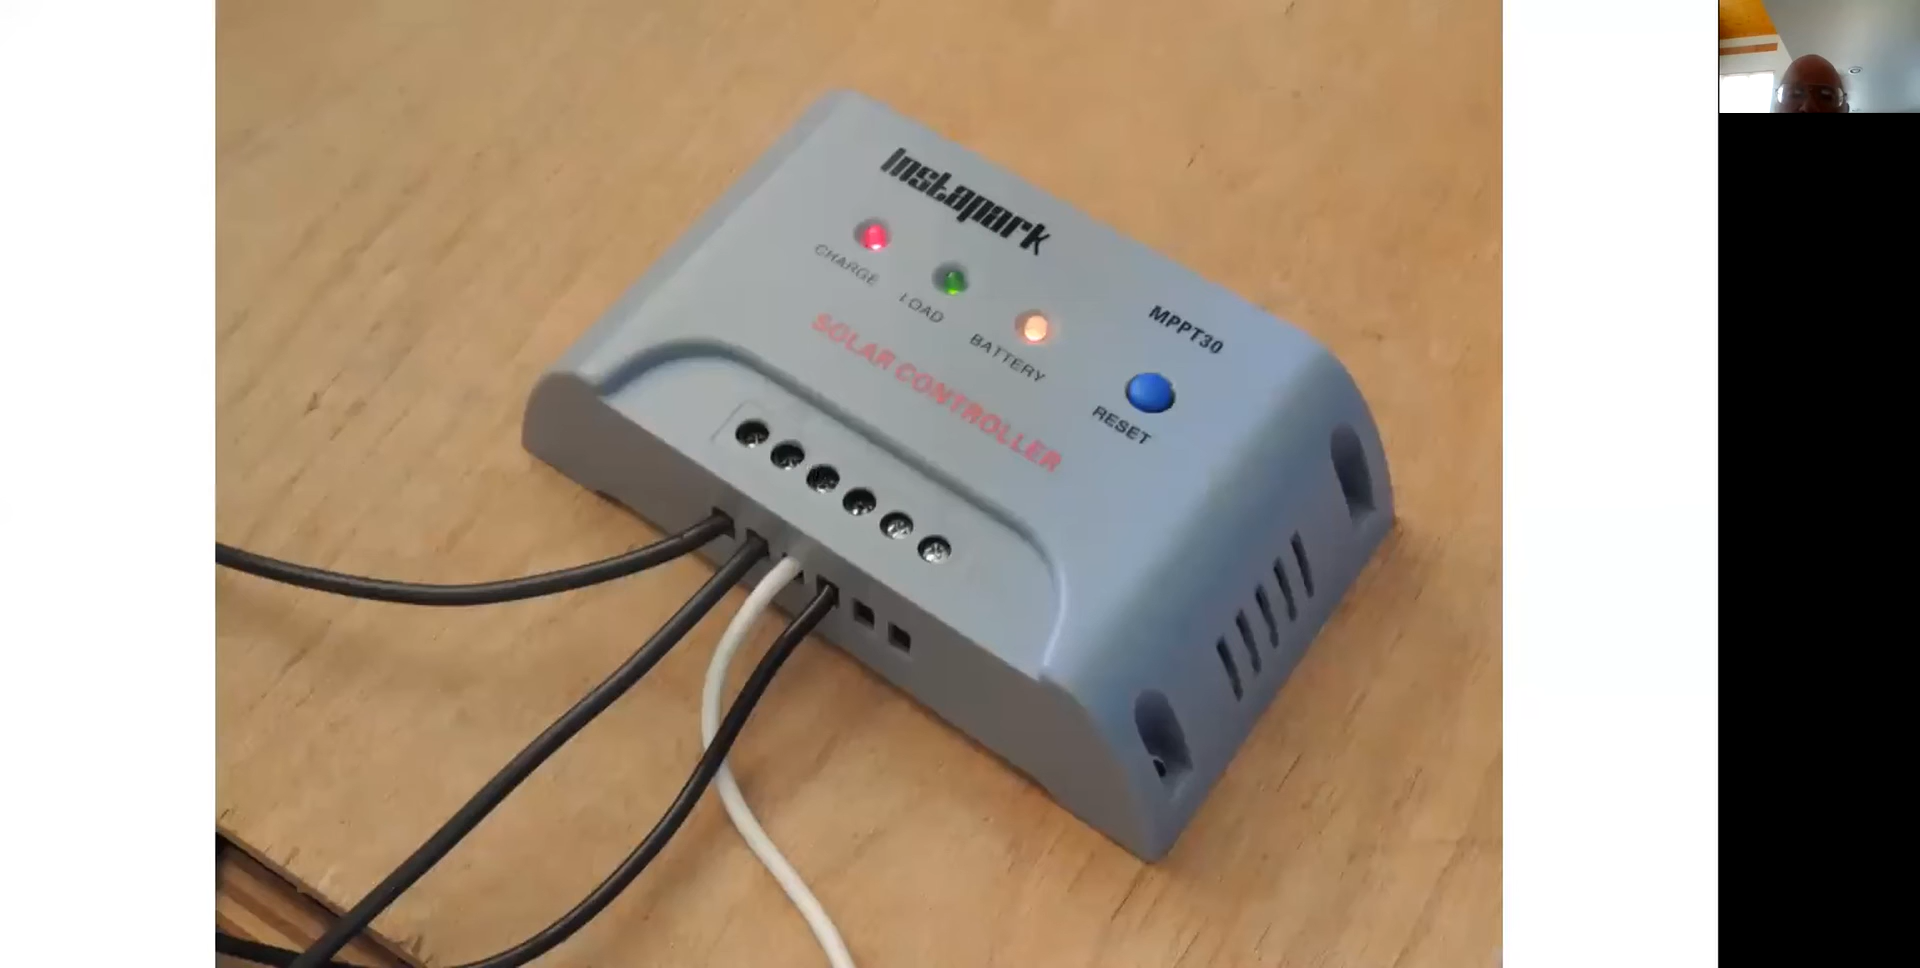 Instapark
CHARGE
LOAD
BATTERY
MPPT30
SOLAR CONTROLLER
RESET